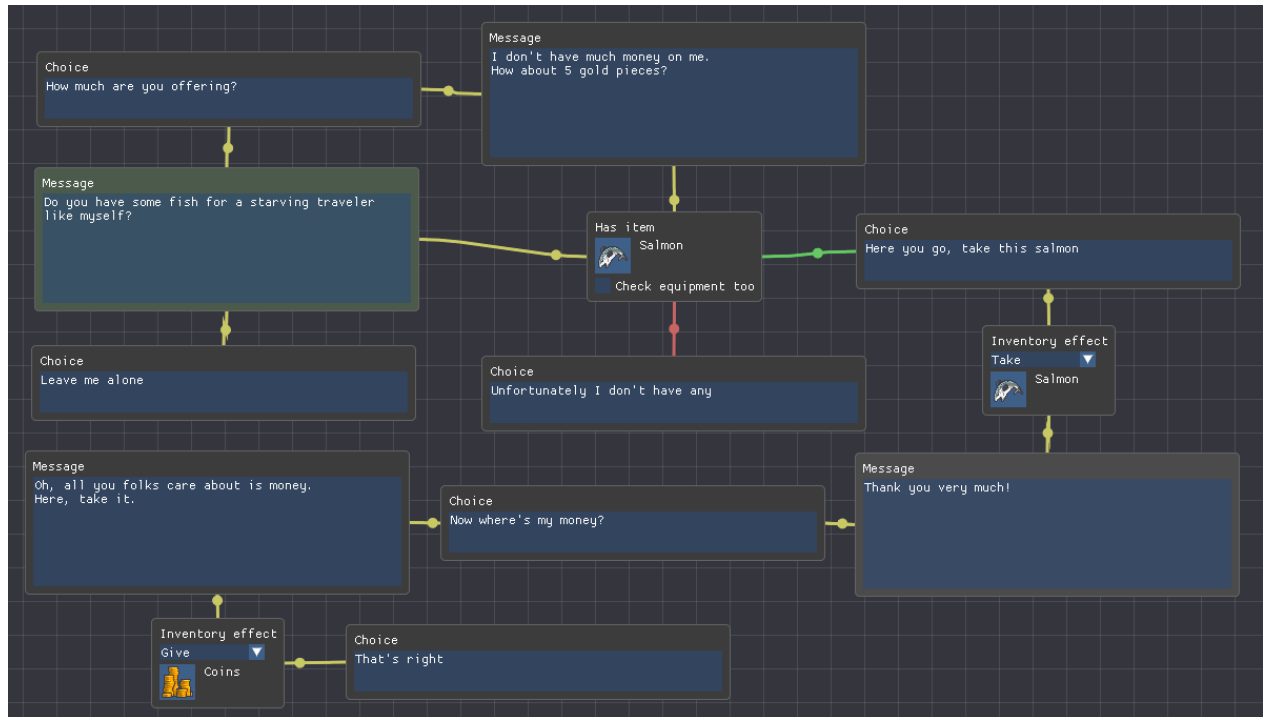 Choice
How much are you offering?
Message
I don't have much money on me.
How about 5 gold pieces?
Message
Do you have some fish for a starving traveler
like myself?
Has item
Salmon
Check equipment too
Choice
Here you go, take this salmon
Choice
Leave me alone
Choice
Unfortunately I don't have any
Inventory effect
Take
Salmon
Message
Oh, all you folks care about is money.
Here, take it.
Choice
Now where's my money?
Message
Thank you very much!
Inventory effect
Give
Coins
Choice
That's right